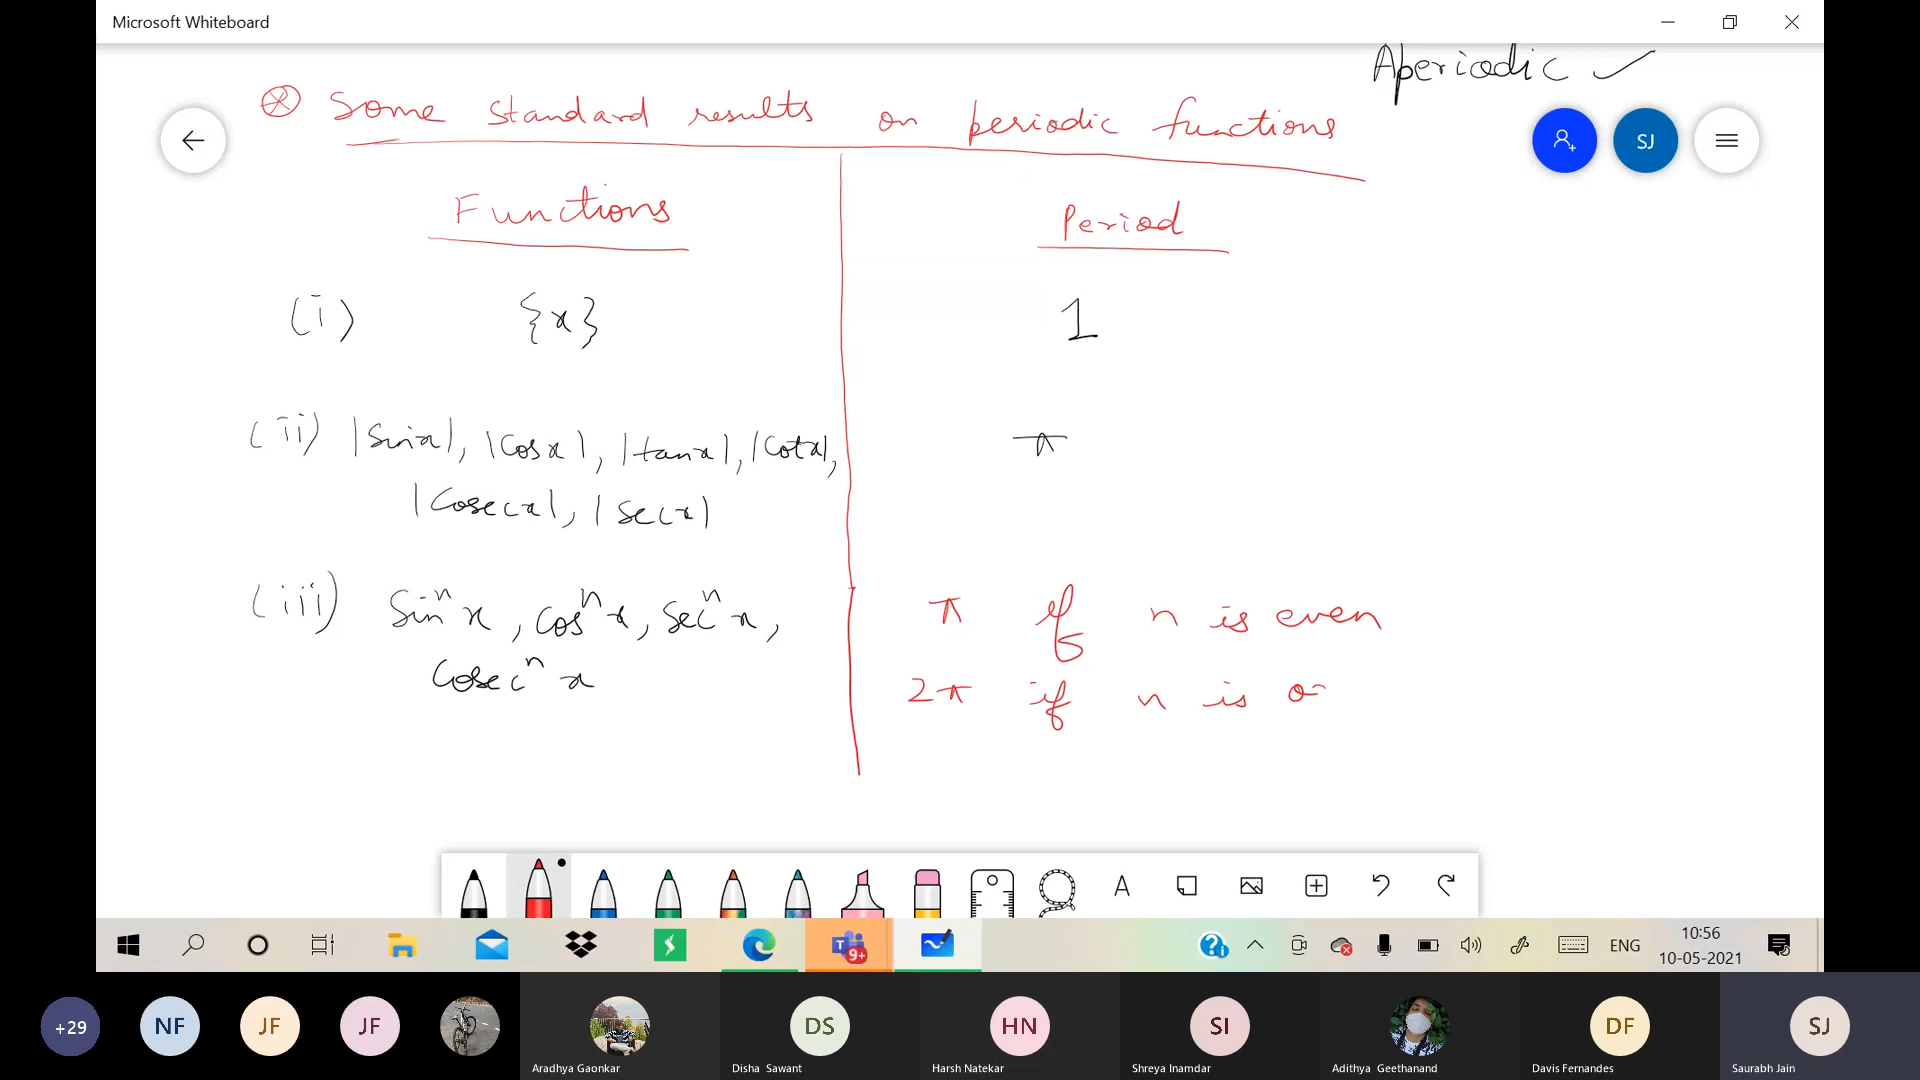 Microsoft Whiteboard
Aperiodic ✓
⊛ Some standard results on periodic functions
Functions
Period
(i) {x}
1
(ii) |Sinx|, |Cosx|, |tanx|, |Cotx|,
|Cosecx|, |Secx|
π
(iii) Sinⁿx, Cosⁿx, Secⁿx,
Cosecⁿx
π if n is even
2π if n is o
SJ
A
T
9+
ENG
10:56
10-05-2021
+29
NF
JF
JF
Aradhya Gaonkar
DS
Disha Sawant
HN
Harsh Natekar
SI
Shreya Inamdar
Adithya Geethanand
DF
Davis Fernandes
SJ
Saurabh Jain